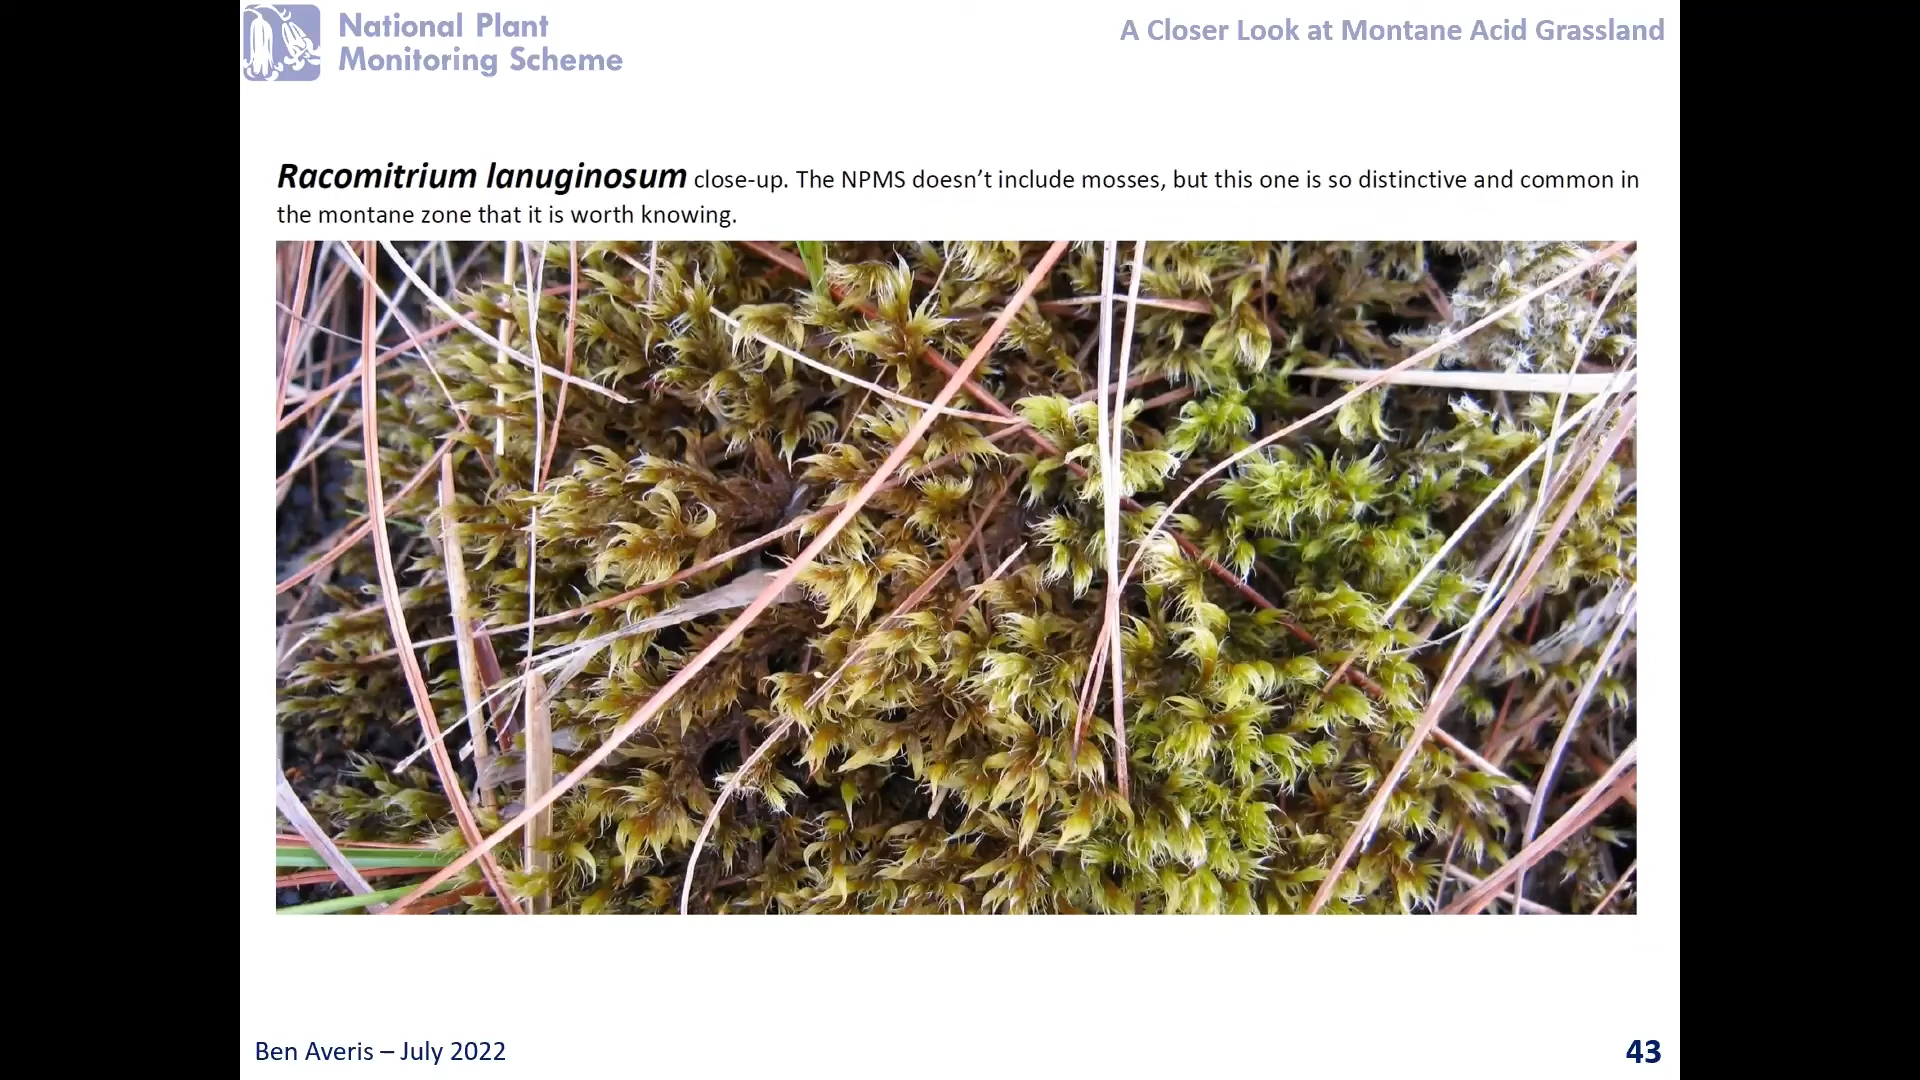 National Plant
Monitoring Scheme
A Closer Look at Montane Acid Grassland
Racomitrium lanuginosum close-up. The NPMS doesn’t include mosses, but this one is so distinctive and common in
the montane zone that it is worth knowing.
Ben Averis – July 2022
43